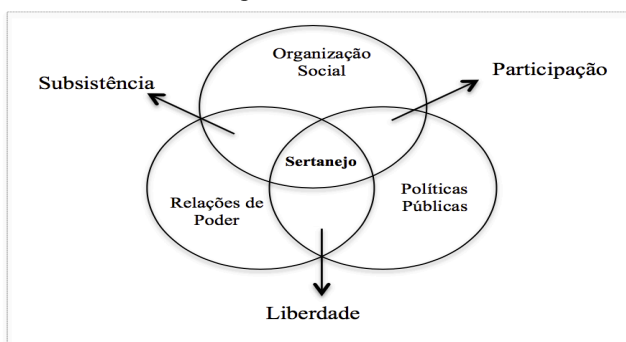 Organização
Social
Subsistência
Participação
Sertanejo
Relações de
Poder
Políticas
Públicas
Liberdade